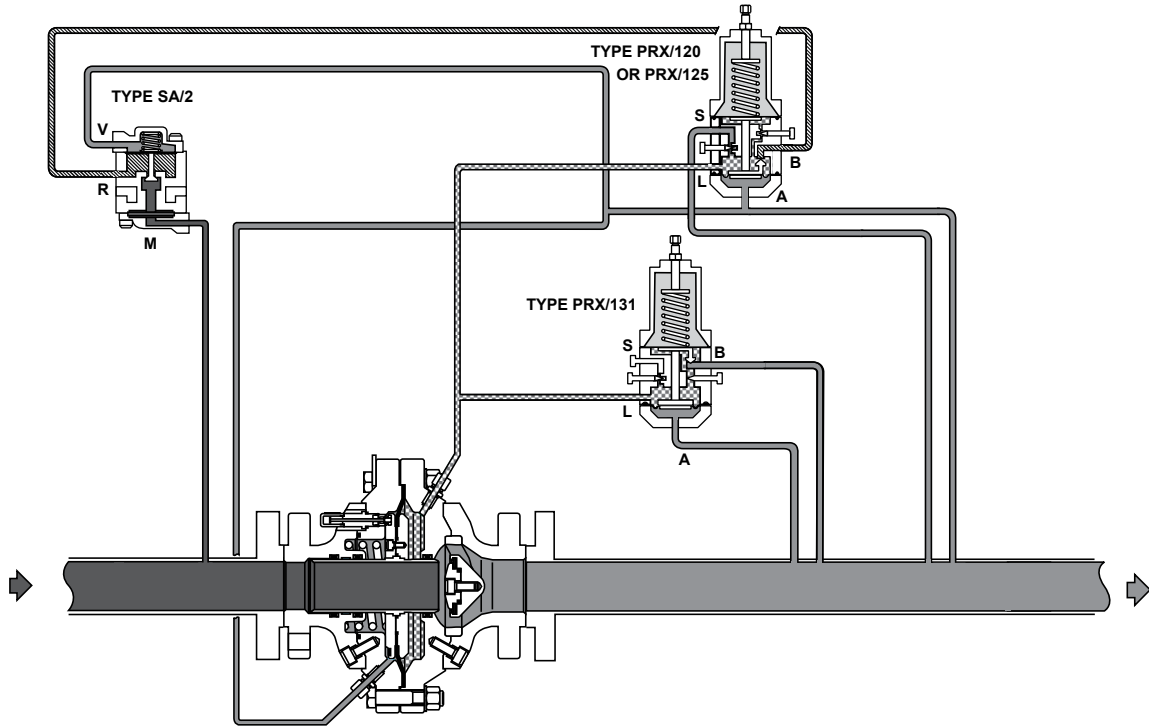 TYPE PRX/120
OR PRX/125
TYPE SA/2
V
S
B
R
L
A
M
TYPE PRX/131
S
B
L
A